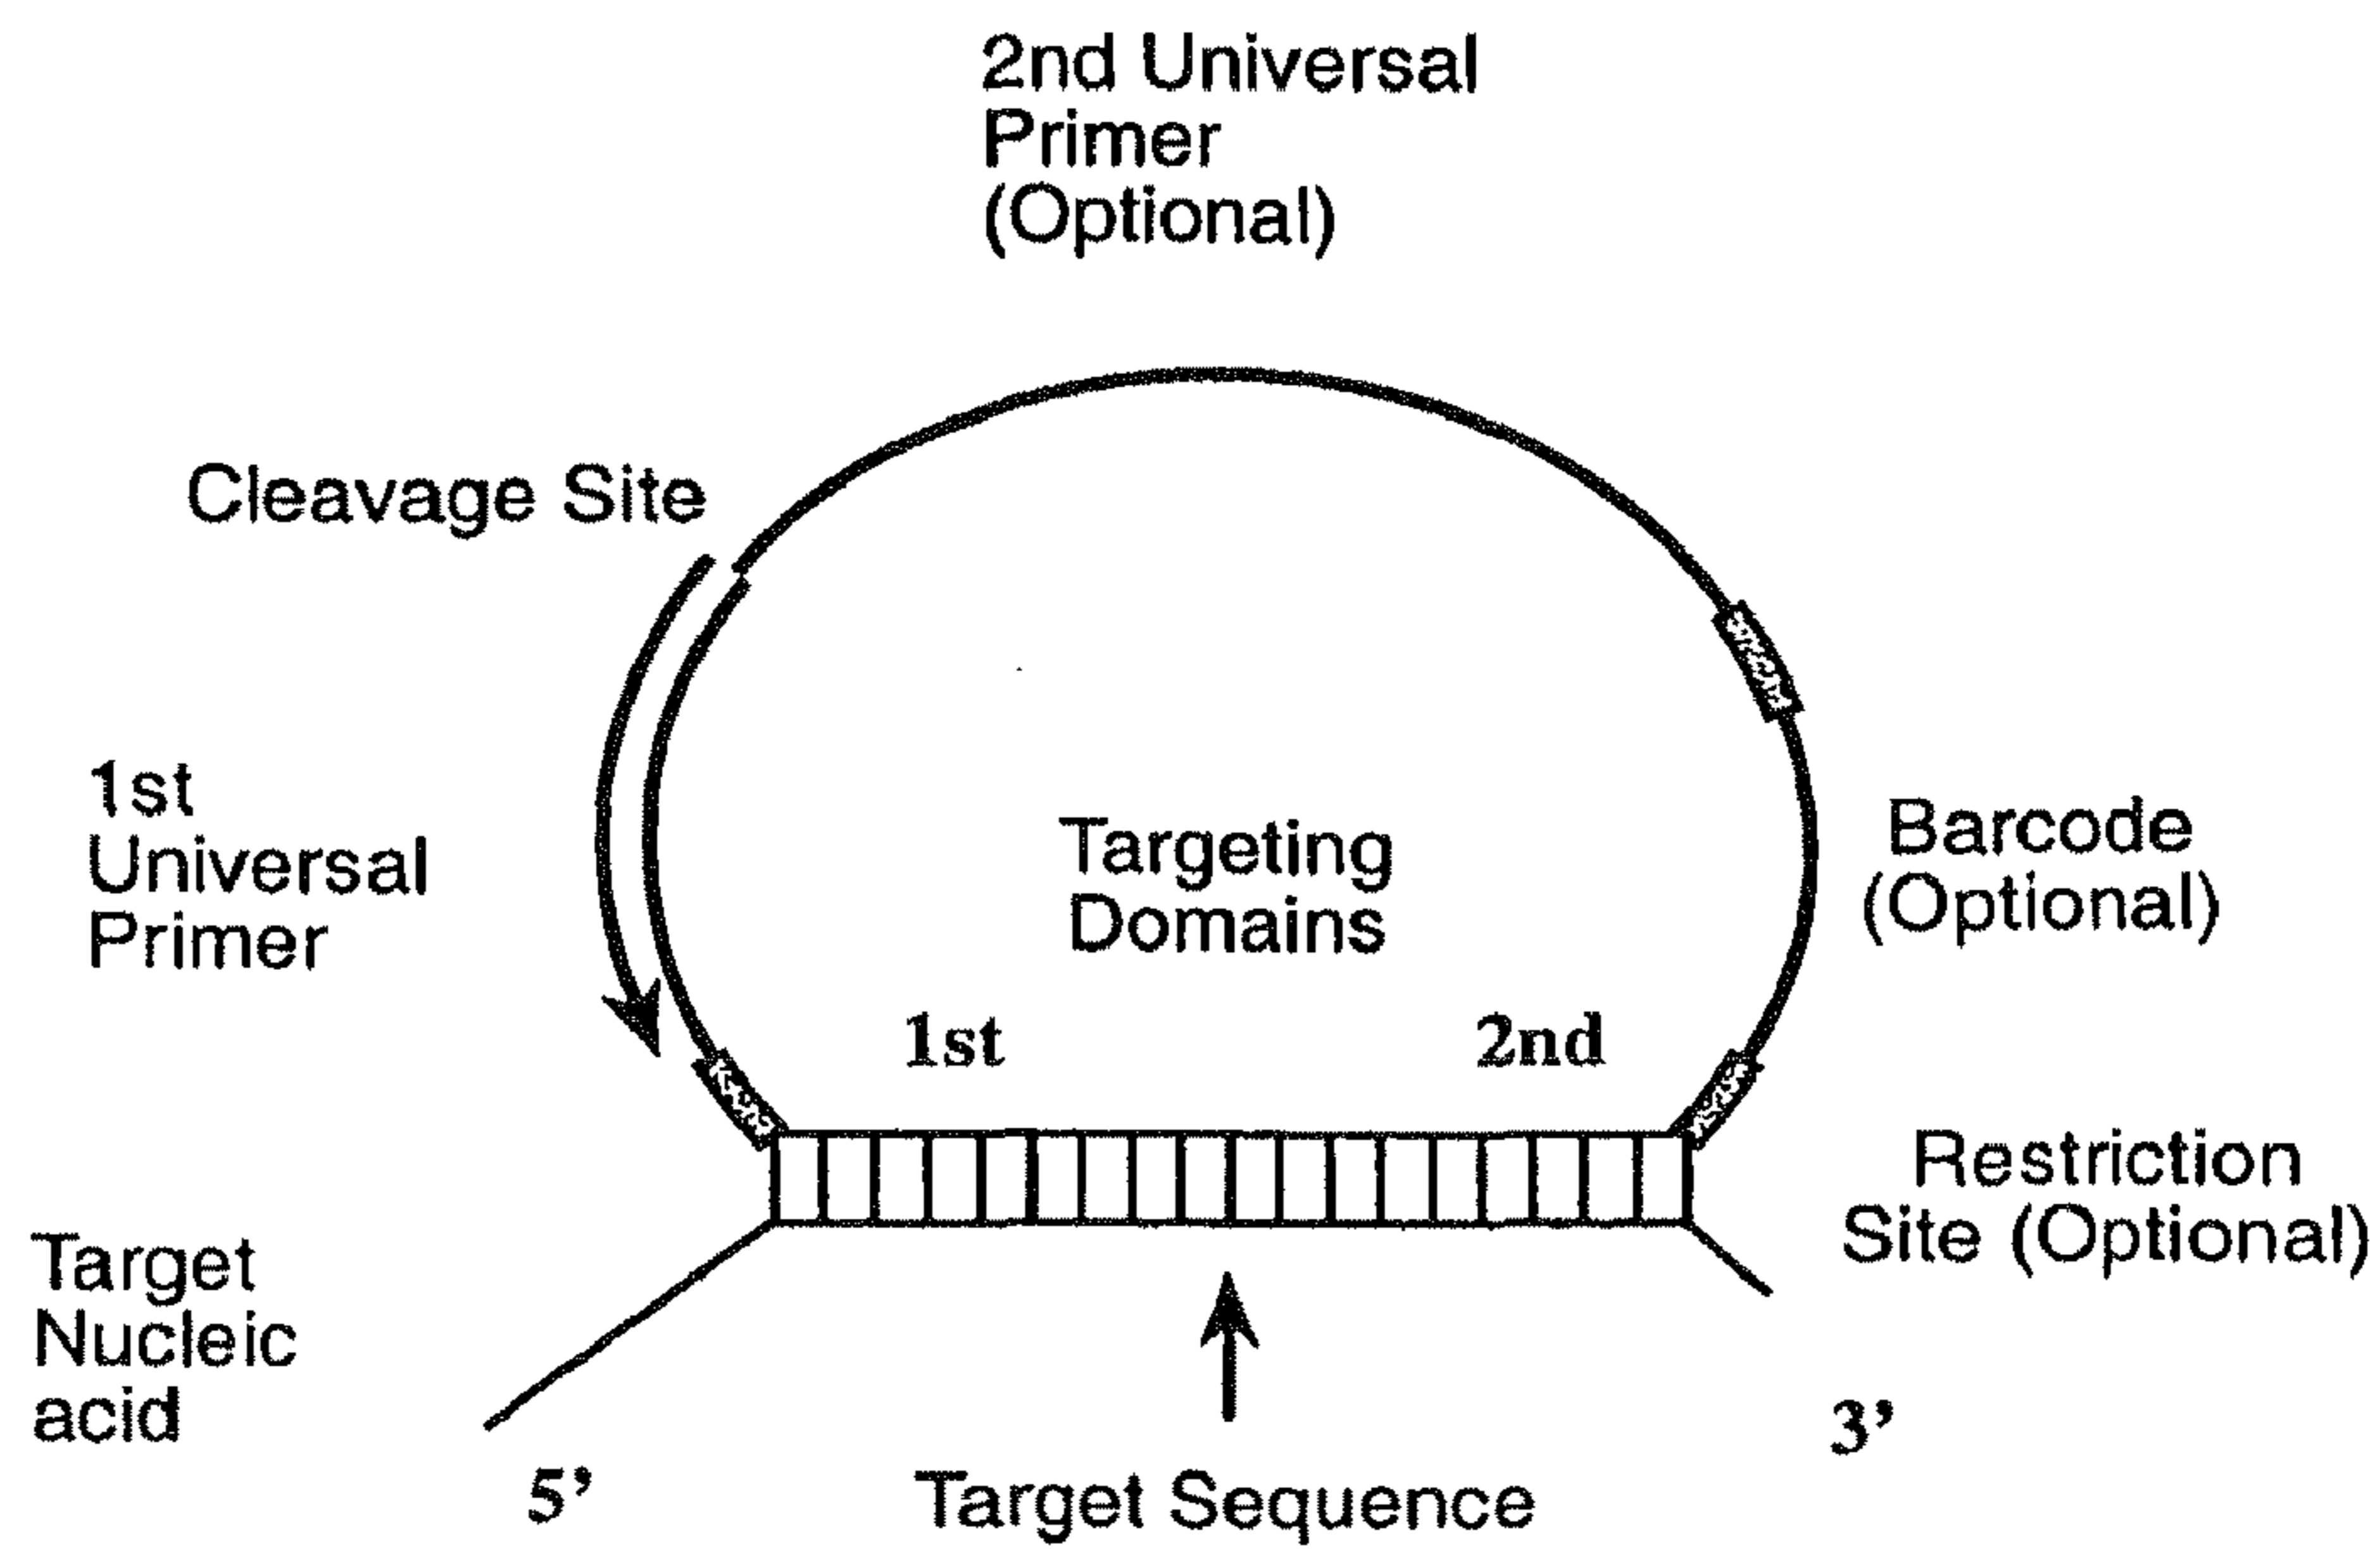 2nd Universal
Primer
(Optional)
Cleavage Site
1st
Universal
Primer
Targeting
Domains
Barcode
(Optional)
1st
2nd
Restriction
Site (Optional)
Target
Nucleic
acid
5’
3’
Target Sequence